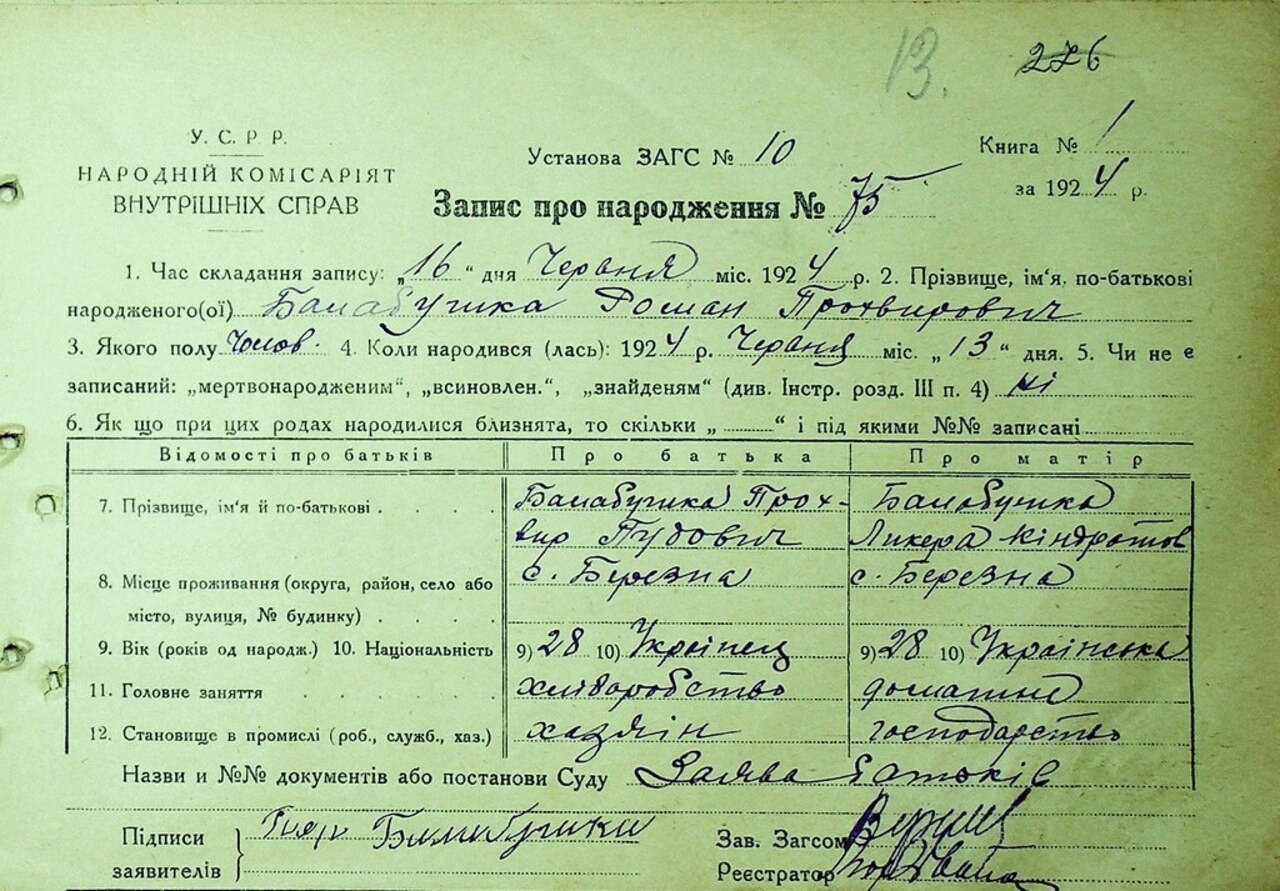 13.
276
У. С. Р Р.
НАРОДНІЙ КОМІСАРІЯТ
ВНУТРІШНІХ СПРАВ
Установа ЗАГС № 10
Книга № 1
за 1924 р.
Запис про народження № 75
1. Час складання запису: „16“ дня Червня міс. 1924 р. 2. Прізвище, ім'я, по-батькові
народженого(ої) Балабушка Роман Прохвирович
3. Якого полу Чолов. 4. Коли народився (лась): 1924 р. Червня міс. „13“ дня. 5. Чи не є
записаний: „мертвонародженим“, „всиновлен.“, „знайденям“ (див. Інстр. розд. III п. 4) Ні
6. Як що при цих родах народилися близнята, то скільки „ “ і під якими №№ записані
Відомості про батьків Про батька Про матір
7. Прізвище, ім'я й по-батькові Балабушка Прох- Балабушка
вир Пудович Ликера Кіндратов
8. Місце проживання (округа, район, село або с. Березна с. Березна
місто, вулиця, № будинку)
9. Вік (років од народж.) 10. Національність 9) 28 10) Українец 9) 28 10) Українська
11. Головне заняття хліборобство домашнє
12. Становище в промислі (роб., служб., хаз.) хазяїн господарство
Назви и №№ документів або постанови Суду Заява батьків
Підписи
заявителів
Зав. Загсом
Реєстратор